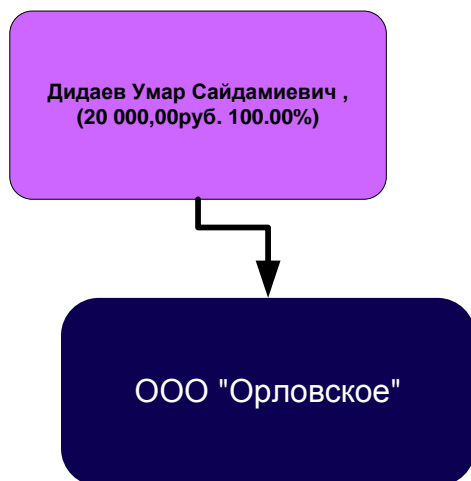 Дидаев Умар Сайдамиевич ,
(20 000,00руб. 100.00%)
ООО "Орловское"